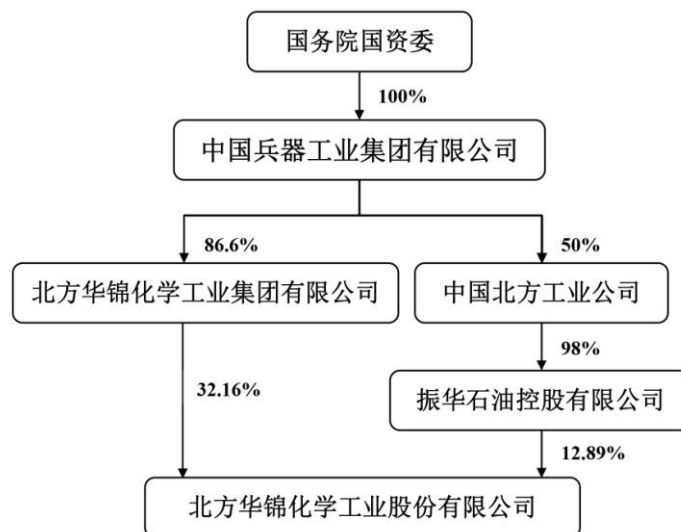 国务院国资委
100%
中国兵器工业集团有限公司
86.6%
50%
北方华锦化学工业集团有限公司
中国北方工业公司
98%
32.16%
振华石油控股有限公司
12.89%
北方华锦化学工业股份有限公司